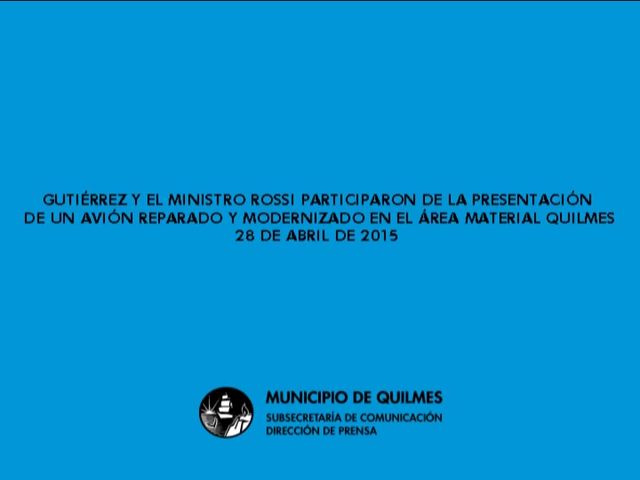 GUTIÉRREZ Y EL MINISTRO ROSSI PARTICIPARON DE LA PRESENTACIÓN
DE UN AVIÓN REPARADO Y MODERNIZADO EN EL ÁREA MATERIAL QUILMES
28 DE ABRIL DE 2015
MUNICIPIO DE QUILMES
SUBSECRETARÍA DE COMUNICACIÓN
DIRECCIÓN DE PRENSA